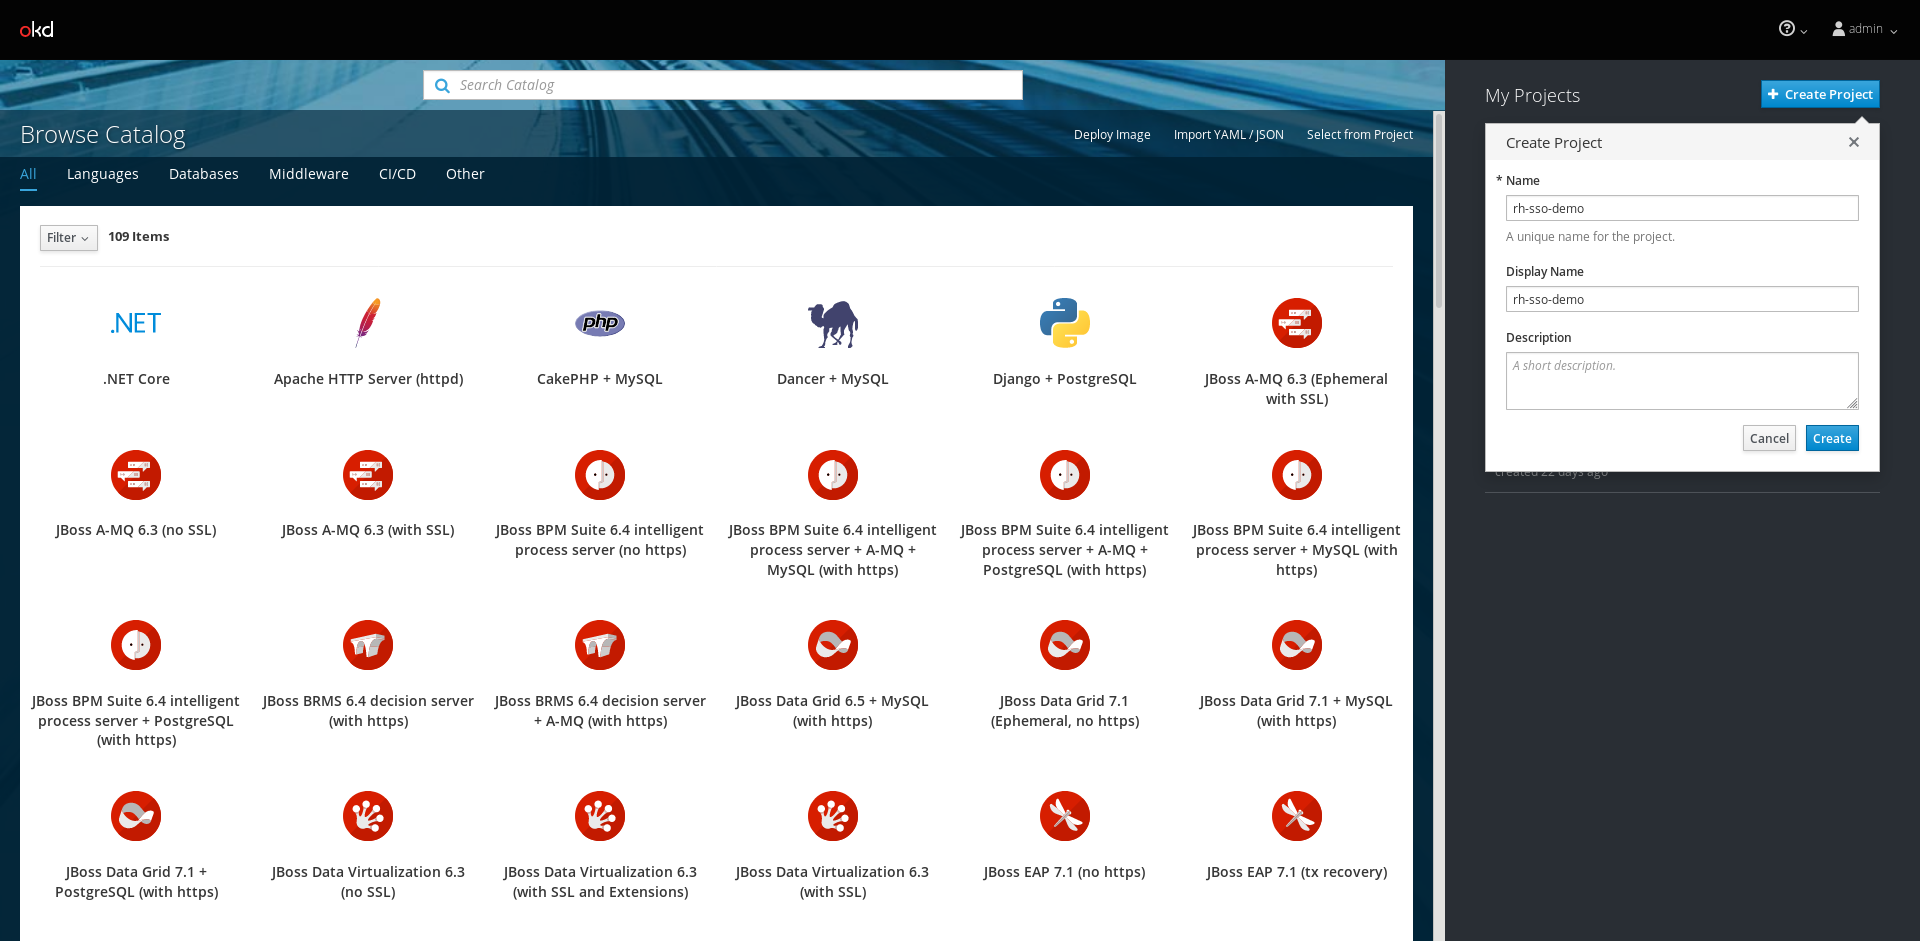 okd
admin
Search Catalog
My Projects
Create Project
Browse Catalog
Deploy Image
Import YAML / JSON
Select from Project
All
Languages
Databases
Middleware
CI/CD
Other
Filter
109 Items
.NET
php
.NET Core
Apache HTTP Server (httpd)
CakePHP + MySQL
Dancer + MySQL
Django + PostgreSQL
JBoss A-MQ 6.3 (Ephemeral
with SSL)
JBoss A-MQ 6.3 (no SSL)
JBoss A-MQ 6.3 (with SSL)
JBoss BPM Suite 6.4 intelligent
process server (no https)
JBoss BPM Suite 6.4 intelligent
process server + A-MQ +
MySQL (with https)
JBoss BPM Suite 6.4 intelligent
process server + A-MQ +
PostgreSQL (with https)
JBoss BPM Suite 6.4 intelligent
process server + MySQL (with
https)
JBoss BPM Suite 6.4 intelligent
process server + PostgreSQL
(with https)
JBoss BRMS 6.4 decision server
(with https)
JBoss BRMS 6.4 decision server
+ A-MQ (with https)
JBoss Data Grid 6.5 + MySQL
(with https)
JBoss Data Grid 7.1
(Ephemeral, no https)
JBoss Data Grid 7.1 + MySQL
(with https)
JBoss Data Grid 7.1 +
PostgreSQL (with https)
JBoss Data Virtualization 6.3
(no SSL)
JBoss Data Virtualization 6.3
(with SSL and Extensions)
JBoss Data Virtualization 6.3
(with SSL)
JBoss EAP 7.1 (no https)
JBoss EAP 7.1 (tx recovery)
Create Project
* Name
rh-sso-demo
A unique name for the project.
Display Name
rh-sso-demo
Description
A short description.
Cancel
Create
created 22 days ago